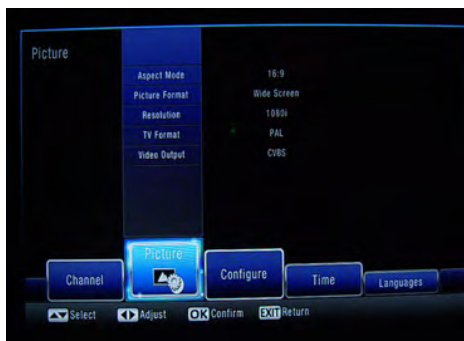 Picture
Aspect Mode 16:9
Picture Format Wide Screen
Resolution 1080i
TV Format PAL
Video Output CVBS
Channel Picture Configure Time Languages
Select Adjust OK Confirm EXIT Return